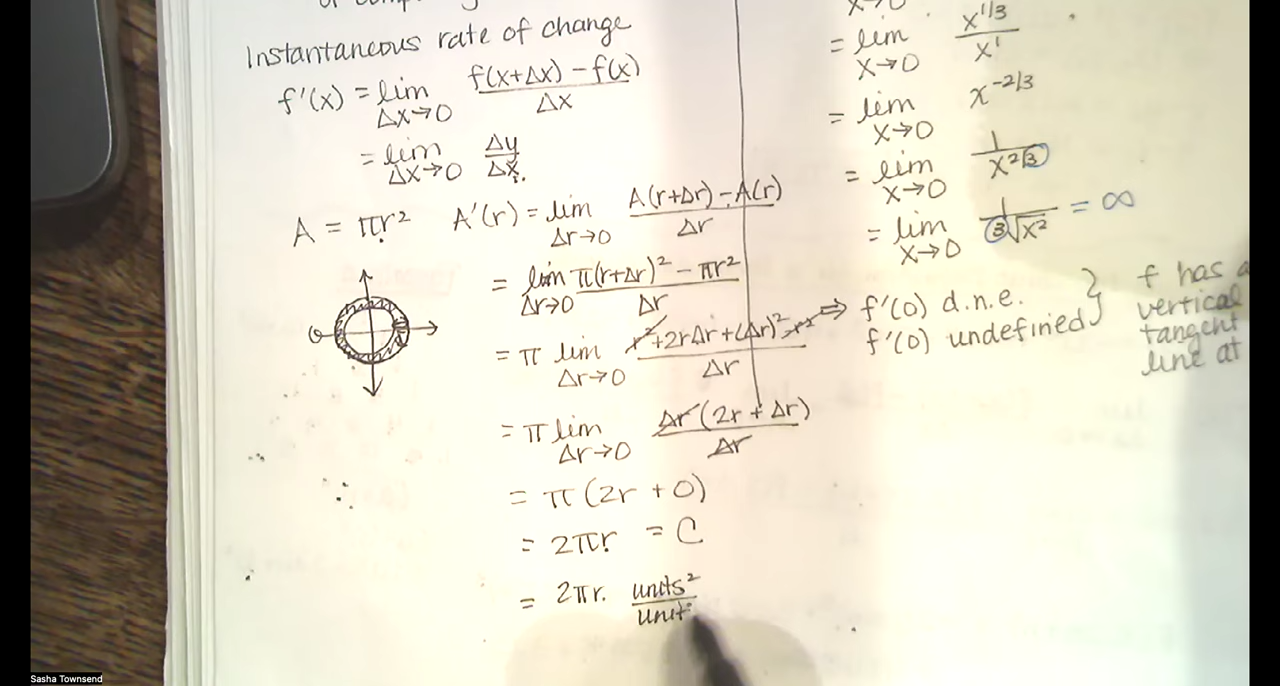 Instantaneous rate of change
f'(x) = lim Δx→0 (f(x+Δx) − f(x))/Δx
= lim Δx→0 Δy/Δx.
A = πr² A'(r) = lim Δr→0 (A(r+Δr) − A(r))/Δr
= lim Δr→0 (π(r+Δr)² − πr²)/Δr
= π lim Δr→0 (r²+2rΔr+(Δr)²−r²)/Δr
= π lim Δr→0 (Δr(2r + Δr))/Δr
= π(2r + 0)
= 2πr = C
= 2πr. units²/unit
x→0
= lim x→0 x^(1/3)/x^1
= lim x→0 x^(-2/3)
= lim x→0 1/x^(2/3)
= lim x→0 1/∛x² = ∞
⇒ f'(0) d.n.e.
f'(0) undefined
} f has a
vertical
tangent
line at
Sasha Townsend